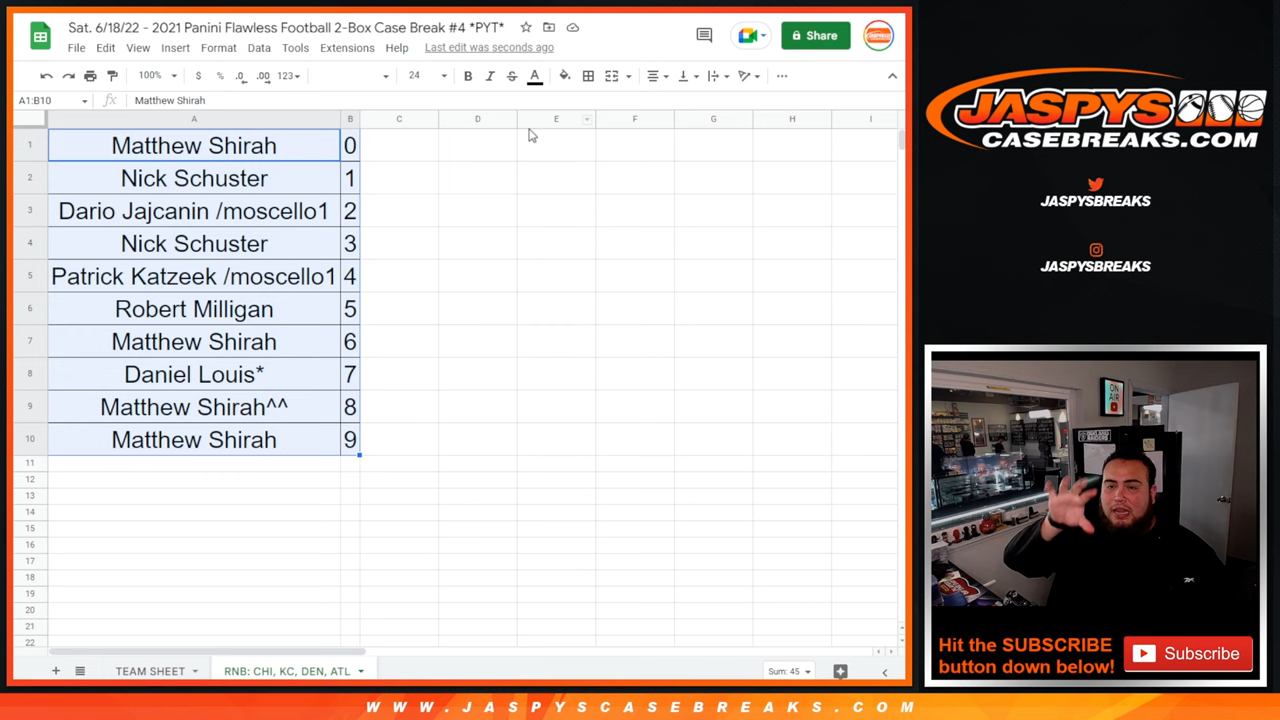 Sat. 6/18/22 - 2021 Panini Flawless Football 2-Box Case Break #4 *PYT*
File Edit View Insert Format Data Tools Extensions Help Last edit was seconds ago
Share
100% $ % .0 .00 123 24 B I S A
A1:B10 fx Matthew Shirah
A B C D E F G H I
1 Matthew Shirah 0
2 Nick Schuster 1
3 Dario Jajcanin /moscello1 2
4 Nick Schuster 3
5 Patrick Katzeek /moscello1 4
6 Robert Milligan 5
7 Matthew Shirah 6
8 Daniel Louis* 7
9 Matthew Shirah^^ 8
10 Matthew Shirah 9
11
12
13
14
15
16
17
18
19
20
21
22
TEAM SHEET RNB: CHI, KC, DEN, ATL Sum: 45
JASPYS
CASEBREAKS.COM
JASPYSBREAKS
JASPYSBREAKS
ON AIR
Hit the SUBSCRIBE
button down below!
Subscribe
WWW.JASPYSCASEBREAKS.COM